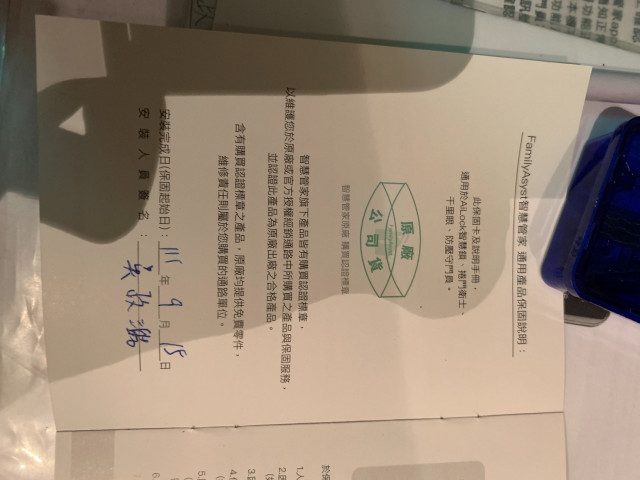 FamilyAsyst智慧管家 通用產品保固說明：
此保固卡及說明手冊，
適用於AiLock智慧鎖、捲門衛士、
千里眼、防壓守門員。
原廠
公司貨
智慧管家原廠 購買認證標章
智慧管家旗下產品皆有購買認證標章，
以維護您於原廠或官方授權經銷通路中所購買之產品與保固服務，
並認證此產品為原廠出廠之合格產品。
含有購買認證標章之產品，原廠均提供免費零件，
維修責任則屬於您購買的通路單位。
安裝完成日(保固起始日)：111 年 9 月 18 日
安裝人員簽名：吳